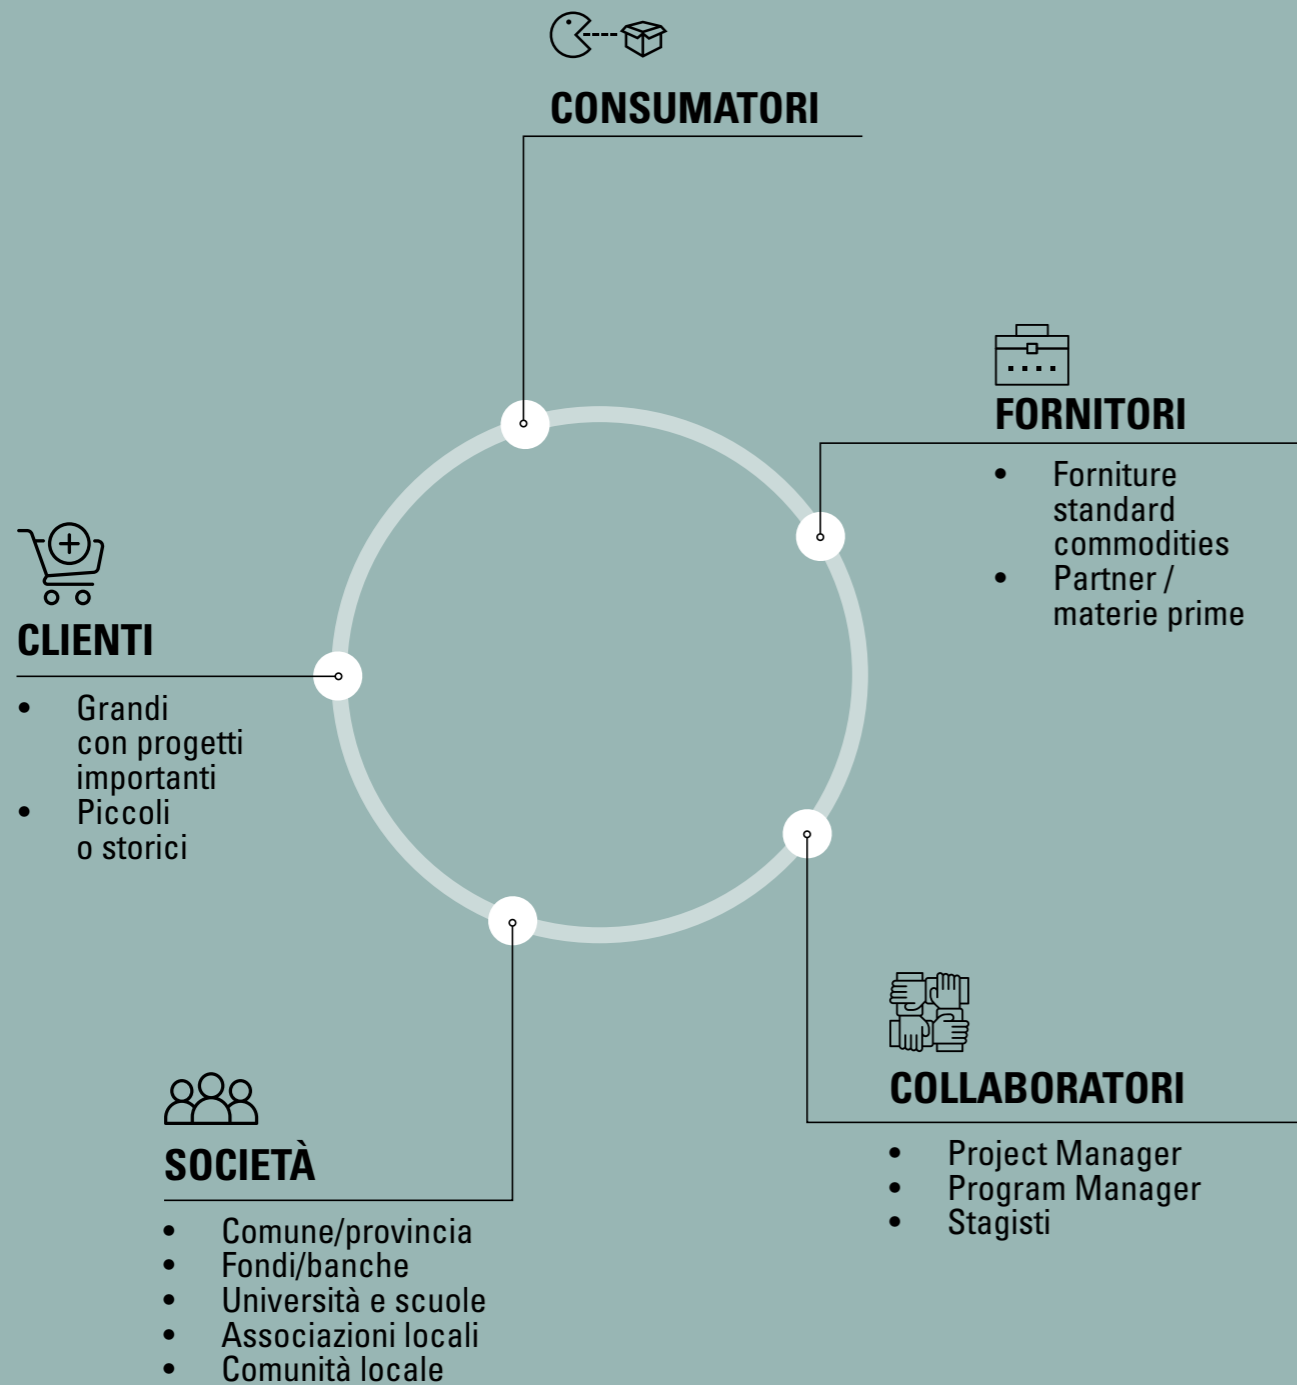 CONSUMATORI
FORNITORI
• Forniture
standard
commodities
• Partner /
materie prime
CLIENTI
• Grandi
con progetti
importanti
• Piccoli
o storici
COLLABORATORI
• Project Manager
• Program Manager
• Stagisti
SOCIETÀ
• Comune/provincia
• Fondi/banche
• Università e scuole
• Associazioni locali
• Comunità locale